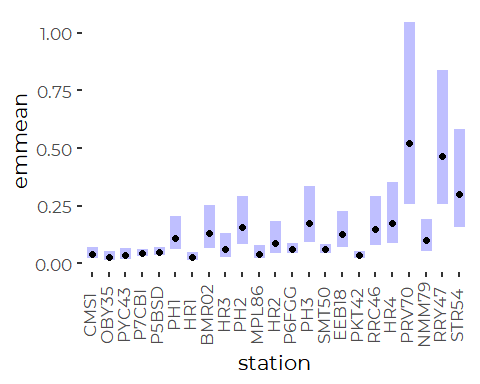 1.00
0.75
0.50
0.25
0.00
emmean
CMS1
OBY35
PYC43
P7CBI
P5BSD
PH1
HR1
BMR02
HR3
PH2
MPL86
HR2
P6FGG
PH3
SMT50
EEB18
PKT42
RRC46
HR4
PRV70
NMM79
RRY47
STR54
station